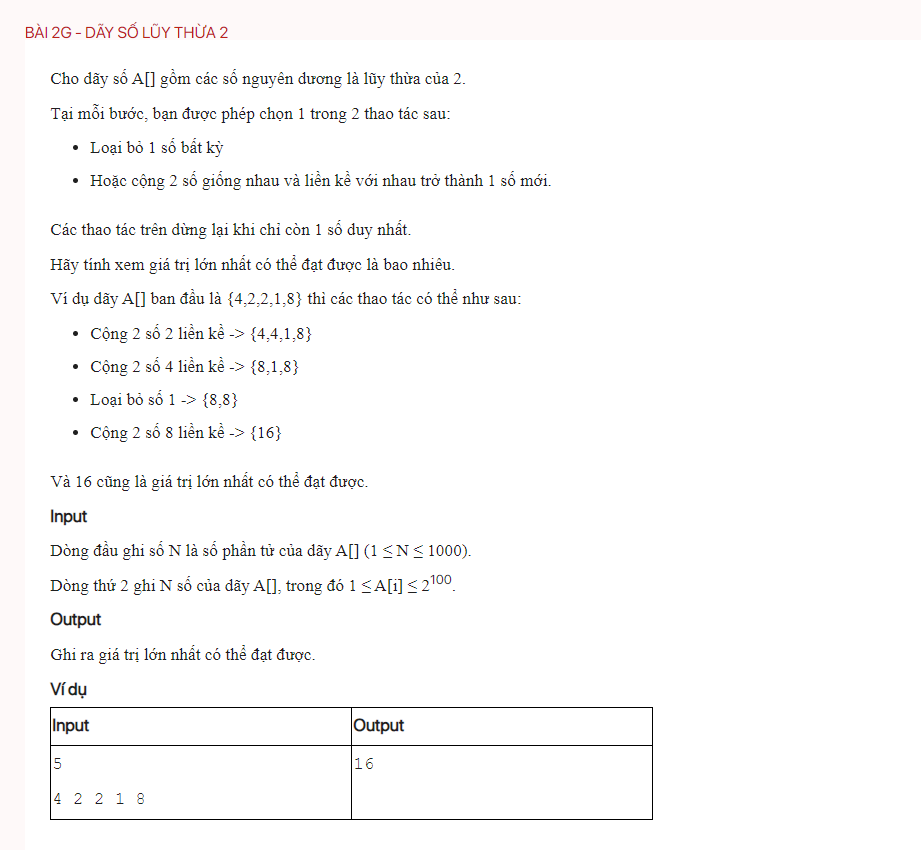 BÀI 2G - DÃY SỐ LŨY THỪA 2
Cho dãy số A[] gồm các số nguyên dương là lũy thừa của 2.
Tại mỗi bước, bạn được phép chọn 1 trong 2 thao tác sau:
• Loại bỏ 1 số bất kỳ
• Hoặc cộng 2 số giống nhau và liền kề với nhau trở thành 1 số mới.
Các thao tác trên dừng lại khi chỉ còn 1 số duy nhất.
Hãy tính xem giá trị lớn nhất có thể đạt được là bao nhiêu.
Ví dụ dãy A[] ban đầu là {4,2,2,1,8} thì các thao tác có thể như sau:
• Cộng 2 số 2 liền kề -> {4,4,1,8}
• Cộng 2 số 4 liền kề -> {8,1,8}
• Loại bỏ số 1 -> {8,8}
• Cộng 2 số 8 liền kề -> {16}
Và 16 cũng là giá trị lớn nhất có thể đạt được.
Input
Dòng đầu ghi số N là số phần tử của dãy A[] (1 ≤ N ≤ 1000).
Dòng thứ 2 ghi N số của dãy A[], trong đó 1 ≤ A[i] ≤ 2^100.
Output
Ghi ra giá trị lớn nhất có thể đạt được.
Ví dụ
Input Output
5 16
4 2 2 1 8